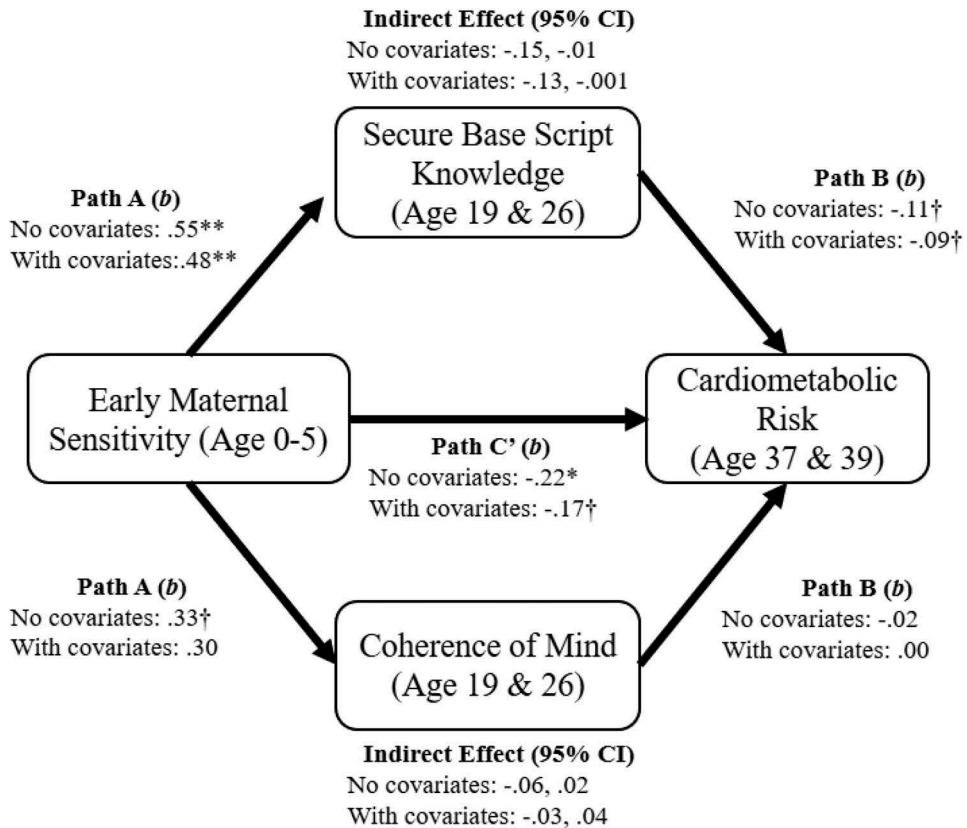 Indirect Effect (95% CI)
No covariates: -.15, -.01
With covariates: -.13, -.001
Secure Base Script
Knowledge
(Age 19 & 26)
Path A (b)
No covariates: .55**
With covariates:.48**
Path B (b)
No covariates: -.11†
With covariates: -.09†
Early Maternal
Sensitivity (Age 0-5)
Path C’ (b)
No covariates: -.22*
With covariates: -.17†
Cardiometabolic
Risk
(Age 37 & 39)
Path A (b)
No covariates: .33†
With covariates: .30
Coherence of Mind
(Age 19 & 26)
Path B (b)
No covariates: -.02
With covariates: .00
Indirect Effect (95% CI)
No covariates: -.06, .02
With covariates: -.03, .04